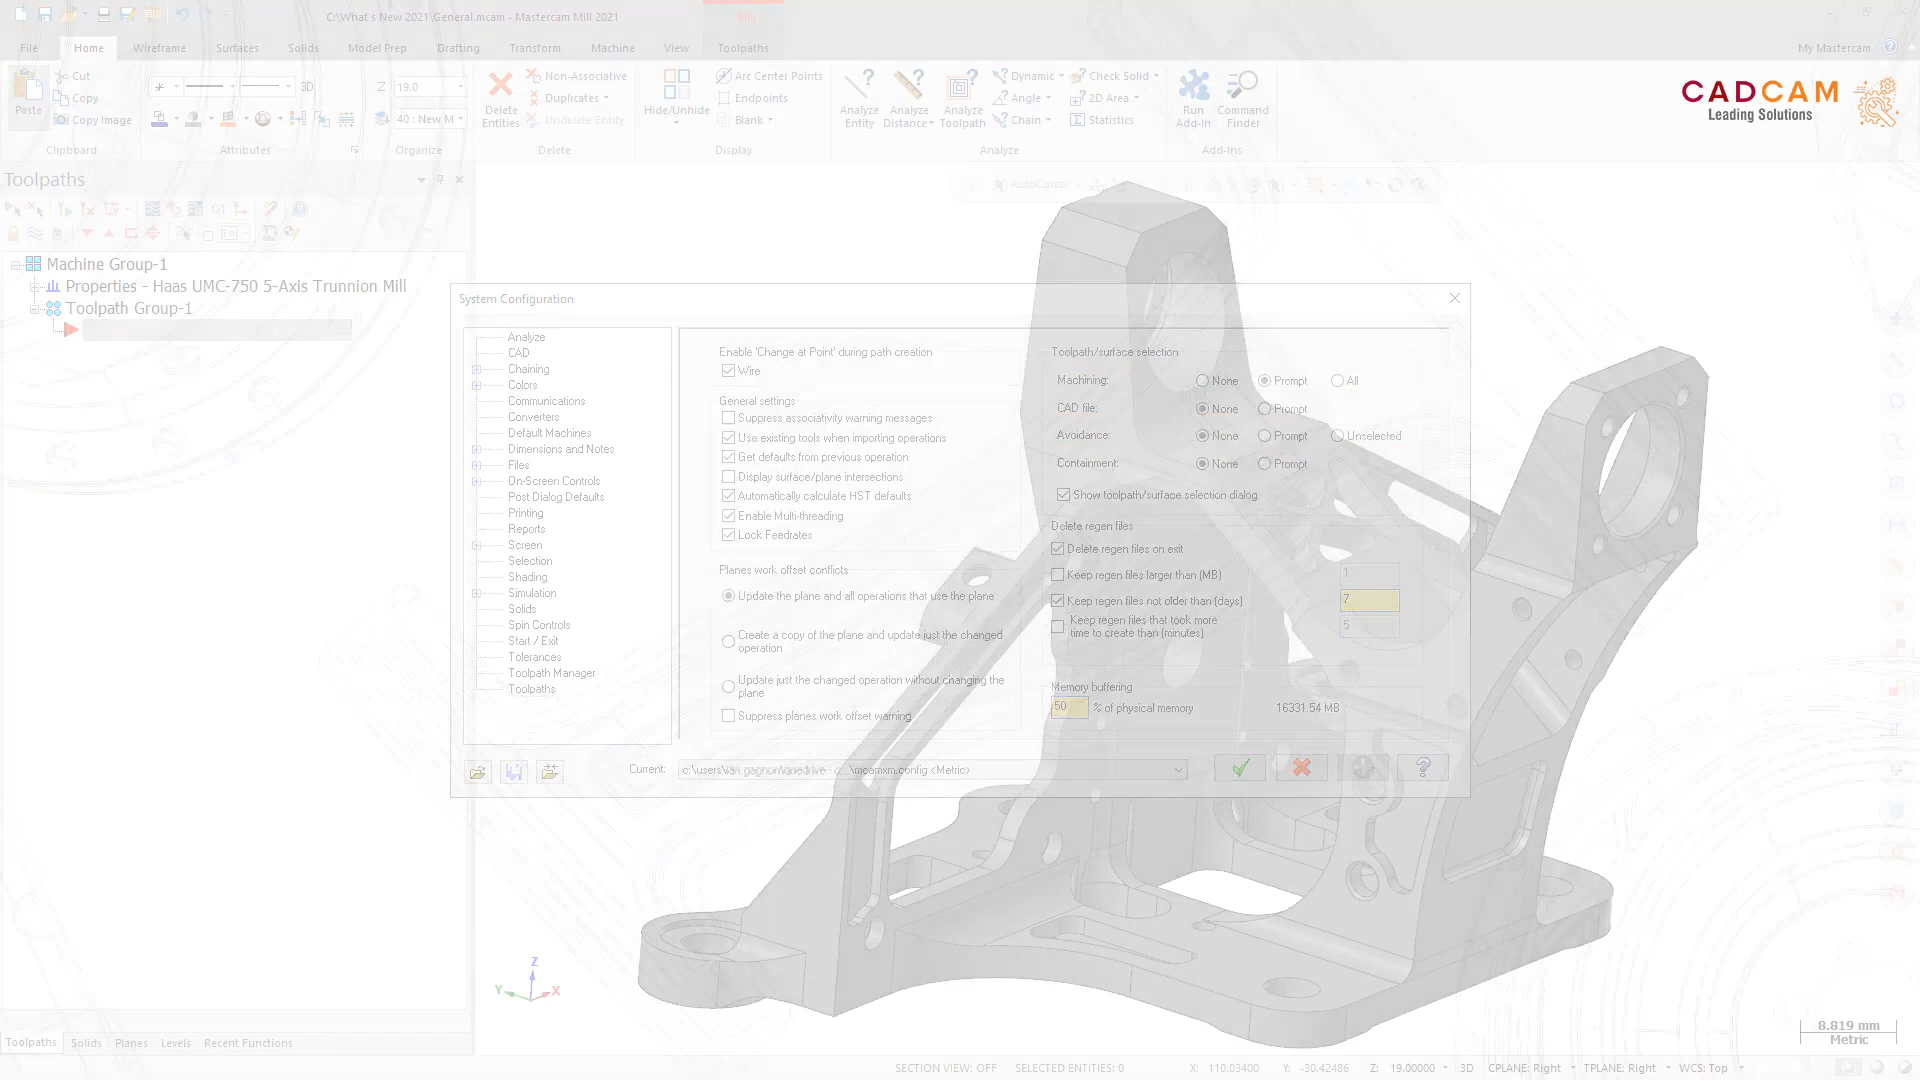 C:\What's New 2021\General.mcam - Mastercam Mill 2021
Mill
File Home Wireframe Surfaces Solids Model Prep Drafting Transform Machine View Toolpaths
My Mastercam
Paste
Cut
Copy
Copy Image
Clipboard
3D
Attributes
Z 19.0
40 : New M
Organize
Delete Entities
Non-Associative
Duplicates
Undelete Entity
Delete
Hide/Unhide
Arc Center Points
Endpoints
Blank
Display
Analyze Entity
Analyze Distance
Analyze Toolpath
Dynamic
Angle
Chain
Check Solid
2D Area
Statistics
Analyze
Run Add-In
Command Finder
Add-Ins
CADCAM
Leading Solutions
Toolpaths
AutoCursor
G1
Machine Group-1
Properties - Haas UMC-750 5-Axis Trunnion Mill
Toolpath Group-1
System Configuration
Analyze
CAD
Chaining
Colors
Communications
Converters
Default Machines
Dimensions and Notes
Files
On-Screen Controls
Post Dialog Defaults
Printing
Reports
Screen
Selection
Shading
Simulation
Solids
Spin Controls
Start / Exit
Tolerances
Toolpath Manager
Toolpaths
Enable 'Change at Point' during path creation
Wire
General settings
Suppress associativity warning messages
Use existing tools when importing operations
Get defaults from previous operation
Display surface/plane intersections
Automatically calculate HST defaults
Enable Multi-threading
Lock Feedrates
Planes work offset conflicts
Update the plane and all operations that use the plane
Create a copy of the plane and update just the changed
operation
Update just the changed operation without changing the
plane
Suppress planes work offset warning
Toolpath/surface selection
Machining: None Prompt All
CAD file: None Prompt
Avoidance: None Prompt Unselected
Containment: None Prompt
Show toolpath/surface selection dialog
Delete regen files
Delete regen files on exit
Keep regen files larger than (MB) 1
Keep regen files not older than (days) 7
Keep regen files that took more
time to create than (minutes) 5
Memory buffering
50 % of physical memory 16331.54 MB
Current:
\mcamxm.config <Metric>
Z
Y
X
8.819 mm
Metric
Toolpaths Solids Planes Levels Recent Functions
SECTION VIEW: OFF SELECTED ENTITIES: 0 X: 110.03400 Y: -30.42486 Z: 19.00000 3D CPLANE: Right TPLANE: Right WCS: Top